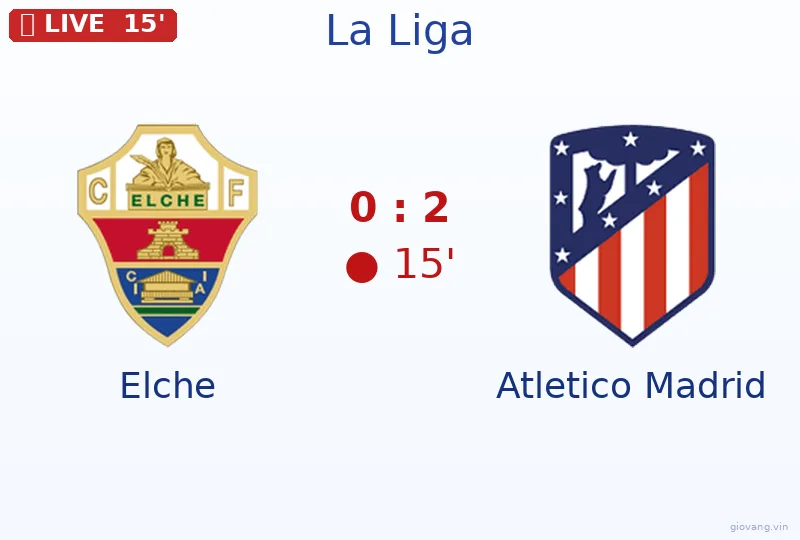 LIVE 15'
La Liga
C F
ELCHE
C I
I A
0 : 2
15'
Elche
Atletico Madrid
giovang.vin